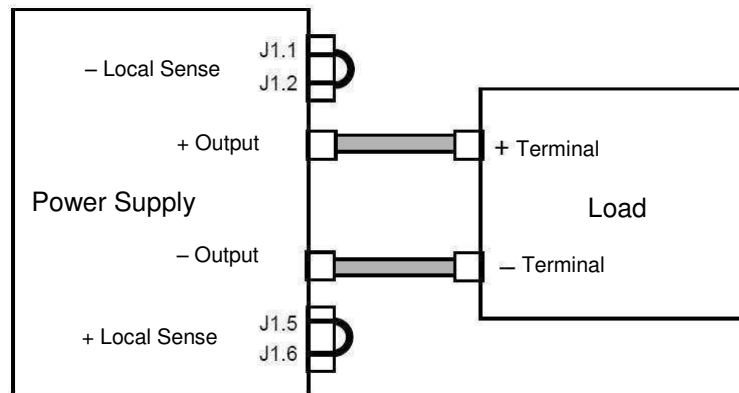 J1.1
– Local Sense
J1.2
+ Output
+ Terminal
Power Supply
Load
– Output
– Terminal
J1.5
+ Local Sense
J1.6